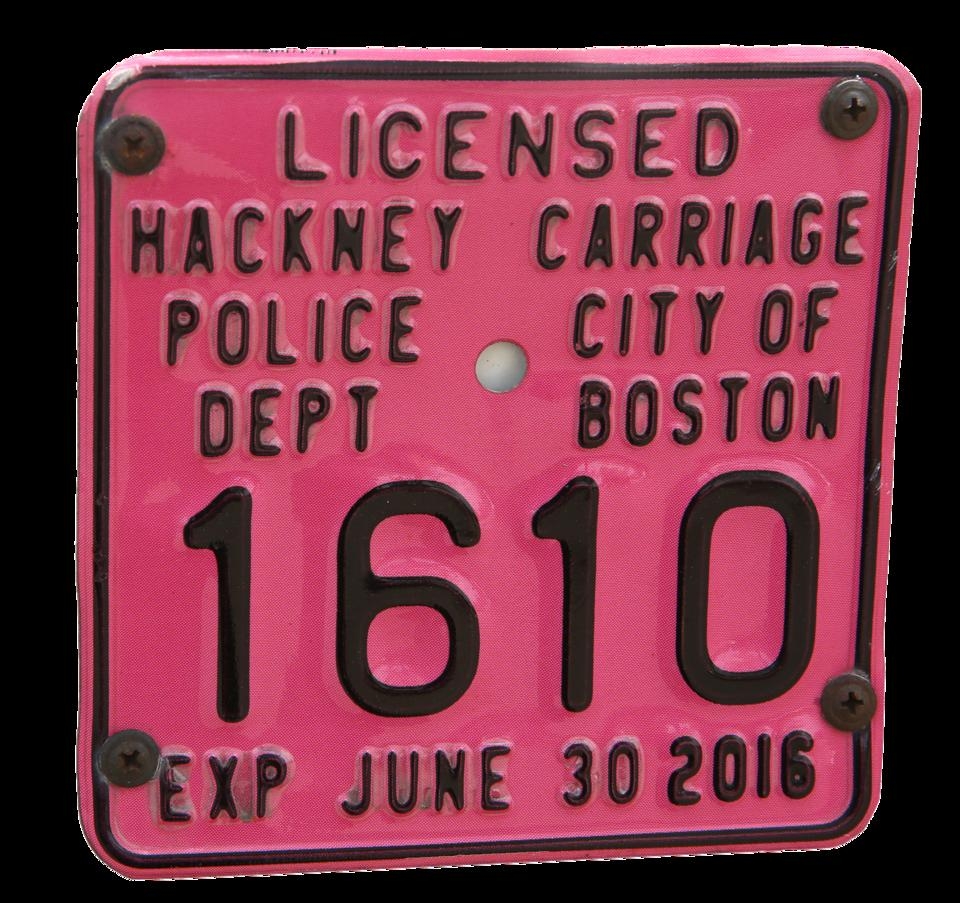 LICENSED
HACKNEY CARRIAGE
POLICE CITY OF
DEPT BOSTON
1610
EXP JUNE 30 2016